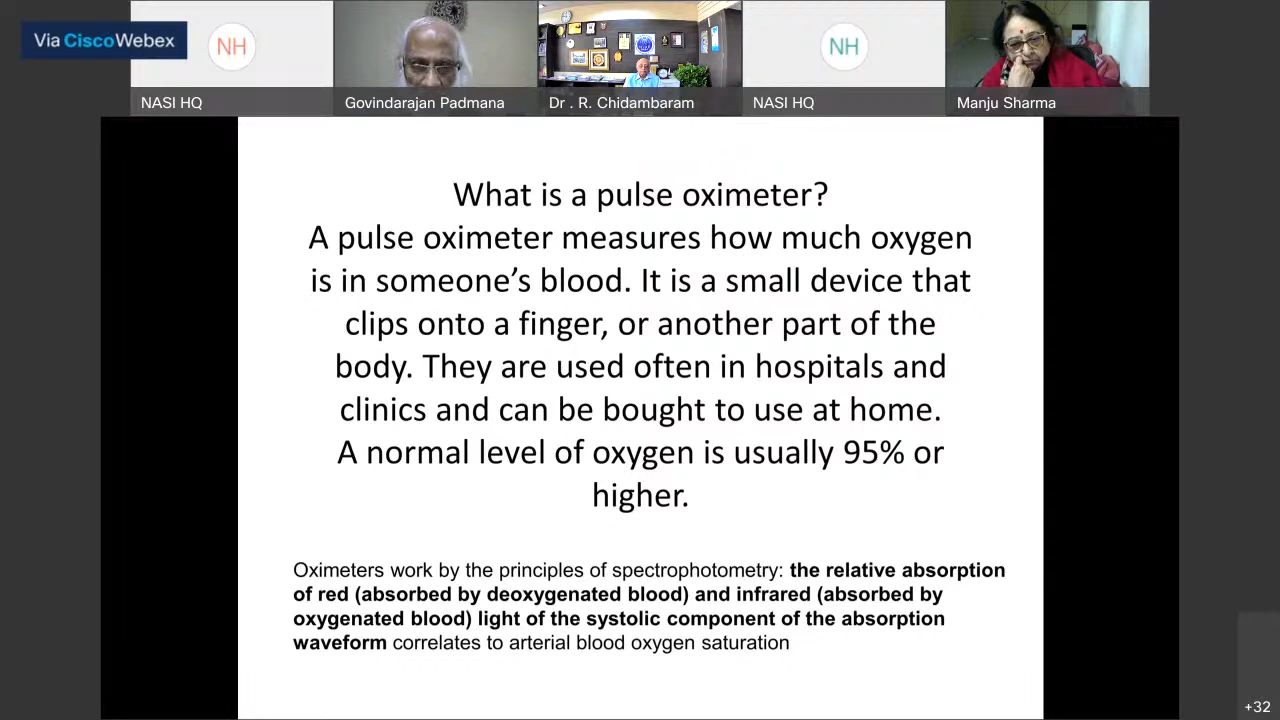 Via CiscoWebex
NH
NH
NASI HQ
Govindarajan Padmana
Dr . R. Chidambaram
NASI HQ
Manju Sharma
What is a pulse oximeter?
A pulse oximeter measures how much oxygen
is in someone’s blood. It is a small device that
clips onto a finger, or another part of the
body. They are used often in hospitals and
clinics and can be bought to use at home.
A normal level of oxygen is usually 95% or
higher.
Oximeters work by the principles of spectrophotometry: the relative absorption
of red (absorbed by deoxygenated blood) and infrared (absorbed by
oxygenated blood) light of the systolic component of the absorption
waveform correlates to arterial blood oxygen saturation
+32